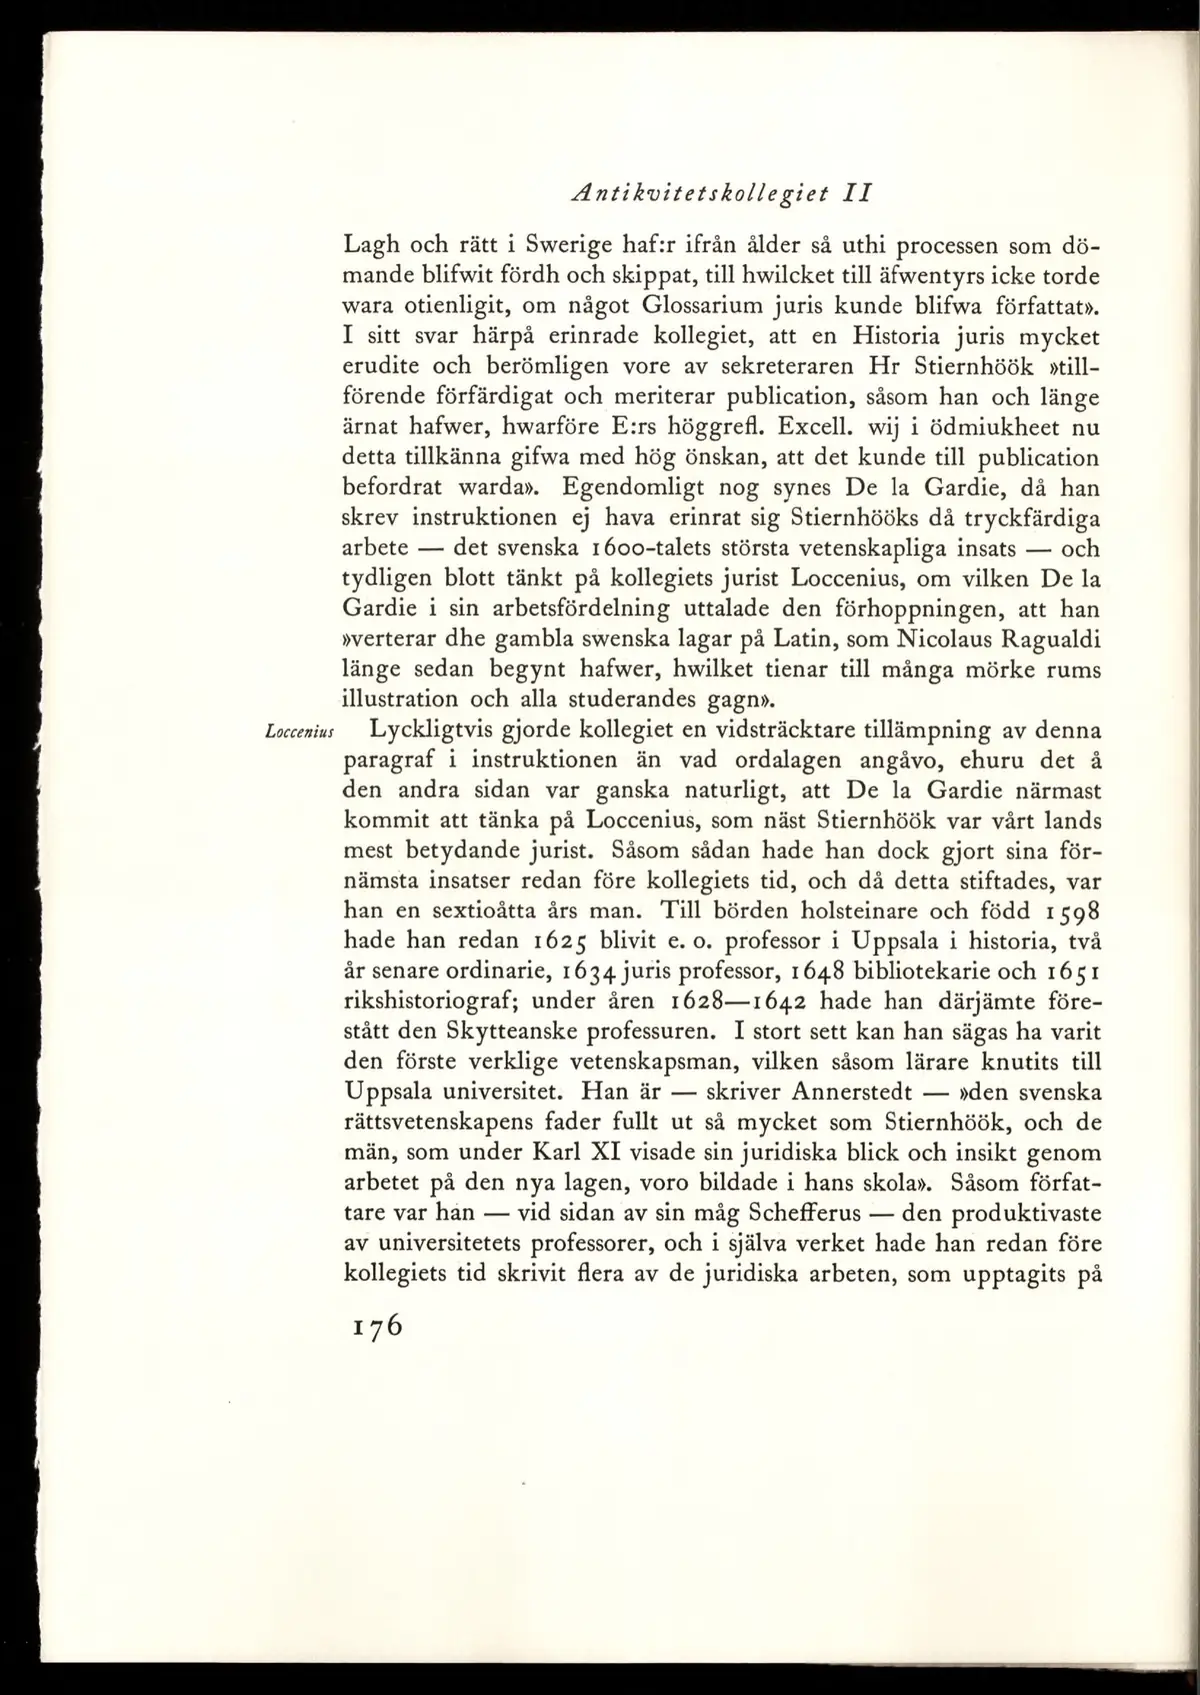 Antikvitetskollegiet II
Lagh och rätt i Swerige haf:r ifrån ålder så uthi processen som dö-
mande blifwit fördh och skippat, till hwilcket till äfwentyrs icke torde
wara otienligit, om något Glossarium juris kunde blifwa författat».
I sitt svar härpå erinrade kollegiet, att en Historia juris mycket
erudite och berömligen vore av sekreteraren Hr Stiernhöök »till-
förende förfärdigat och meriterar publication, såsom han och länge
ärnat hafwer, hwarföre E:rs höggrefl. Excell. wij i ödmiukheet nu
detta tillkänna gifwa med hög önskan, att det kunde till publication
befordrat warda». Egendomligt nog synes De la Gardie, då han
skrev instruktionen ej hava erinrat sig Stiernhööks då tryckfärdiga
arbete — det svenska 1600-talets största vetenskapliga insats — och
tydligen blott tänkt på kollegiets jurist Loccenius, om vilken De la
Gardie i sin arbetsfördelning uttalade den förhoppningen, att han
»verterar dhe gambla swenska lagar på Latin, som Nicolaus Ragualdi
länge sedan begynt hafwer, hwilket tienar till många mörke rums
illustration och alla studerandes gagn».
Loccenius Lyckligtvis gjorde kollegiet en vidsträcktare tillämpning av denna
paragraf i instruktionen än vad ordalagen angåvo, ehuru det å
den andra sidan var ganska naturligt, att De la Gardie närmast
kommit att tänka på Loccenius, som näst Stiernhöök var vårt lands
mest betydande jurist. Såsom sådan hade han dock gjort sina för-
nämsta insatser redan före kollegiets tid, och då detta stiftades, var
han en sextioåtta års man. Till börden holsteinare och född 1598
hade han redan 1625 blivit e. o. professor i Uppsala i historia, två
år senare ordinarie, 1634 juris professor, 1648 bibliotekarie och 1651
rikshistoriograf; under åren 1628—1642 hade han därjämte före-
stått den Skytteanske professuren. I stort sett kan han sägas ha varit
den förste verklige vetenskapsman, vilken såsom lärare knutits till
Uppsala universitet. Han är — skriver Annerstedt — »den svenska
rättsvetenskapens fader fullt ut så mycket som Stiernhöök, och de
män, som under Karl XI visade sin juridiska blick och insikt genom
arbetet på den nya lagen, voro bildade i hans skola». Såsom förfat-
tare var han — vid sidan av sin måg Schefferus — den produktivaste
av universitetets professorer, och i själva verket hade han redan före
kollegiets tid skrivit flera av de juridiska arbeten, som upptagits på
176